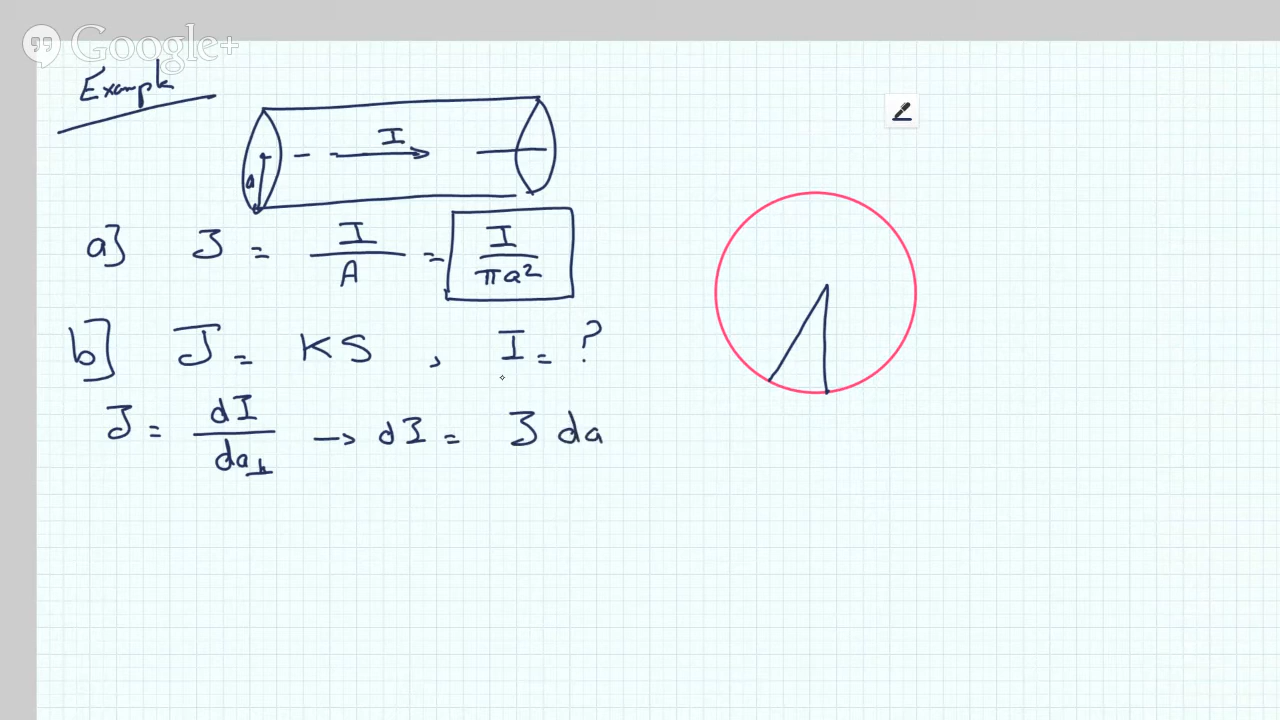 Google+
Example
I
a
a] J = I / A = I / πa²
b] J = KS , I = ?
J = dI / da⊥ → dI = J da